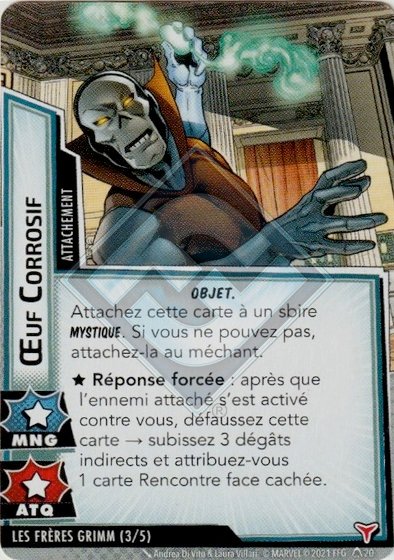 ŒUF CORROSIF
ATTACHEMENT
OBJET.
Attachez cette carte à un sbire
MYSTIQUE. Si vous ne pouvez pas,
attachez-la au méchant.
★ Réponse forcée : après que
l'ennemi attaché s'est activé
contre vous, défaussez cette
carte → subissez 3 dégâts
indirects et attribuez-vous
1 carte Rencontre face cachée.
MNG
ATQ
LES FRÈRES GRIMM (3/5)
Andrea Di Vito & Laura Villari © MARVEL © 2021 FFG 20
®